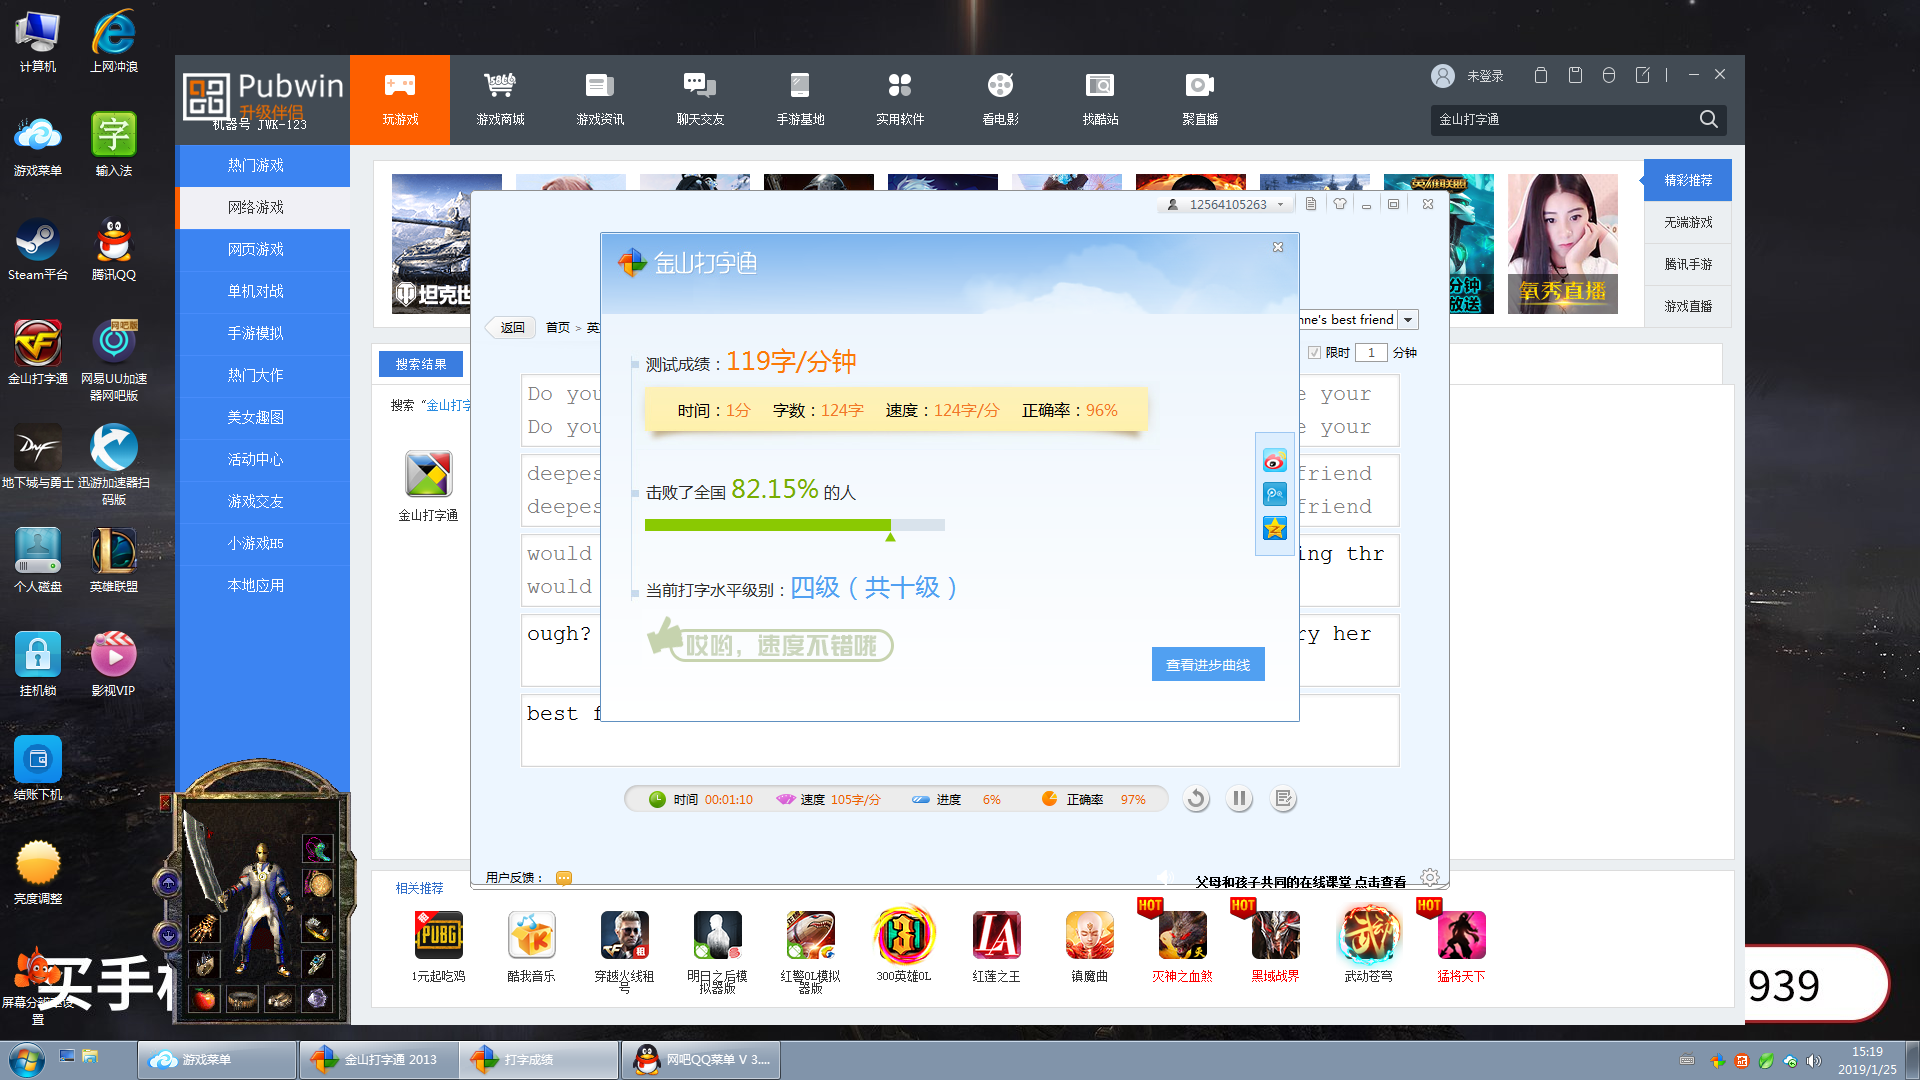 计算机
上网冲浪
游戏菜单
字
输入法
Steam平台
腾讯QQ
金山打字通
网吧版
网易UU加速
器网吧版
DNF
地下城与勇士
迅游加速器扫
码版
个人磁盘
英雄联盟
挂机锁
影视VIP
结账下机
亮度调整
屏幕分辨率设
置
买手机
939
Pubwin
升级伴侣
机器号 JWK-123
玩游戏
游戏商城
游戏资讯
聊天交友
手游基地
实用软件
看电影
找酷站
聚直播
未登录
金山打字通
热门游戏
网络游戏
网页游戏
单机对战
手游模拟
热门大作
美女趣图
活动中心
游戏交友
小游戏H5
本地应用
坦克世
英雄联盟
分钟
放送
氧秀直播
精彩推荐
无端游戏
腾讯手游
游戏直播
搜索结果
搜索“金山打字
金山打字通
12564105263
返回
首页 > 英
nne's best friend
限时 1 分钟
Do you
e your
Do you
e your
deepes
friend
deepes
friend
would
ing thr
would
ough?
ry her
best f
金山打字通
测试成绩：119字/分钟
时间：1分 字数：124字 速度：124字/分 正确率：96%
击败了全国 82.15% 的人
当前打字水平级别：四级（共十级）
哎哟，速度不错哦
查看进步曲线
时间 00:01:10 速度 105字/分 进度 6% 正确率 97%
用户反馈：
父母和孩子共同的在线课堂 点击查看
相关推荐
PUBG
租
1元起吃鸡
酷我音乐
CF
租
穿越火线租
号
明日之后模
拟器版
红警OL模拟
器版
300英雄OL
LA
红莲之王
镇魔曲
HOT
灭神之血煞
HOT
黑域战界
武动
武动苍穹
HOT
猛将天下
游戏菜单
金山打字通 2013
打字成绩
网吧QQ菜单 V 3....
15:19
2019/1/25